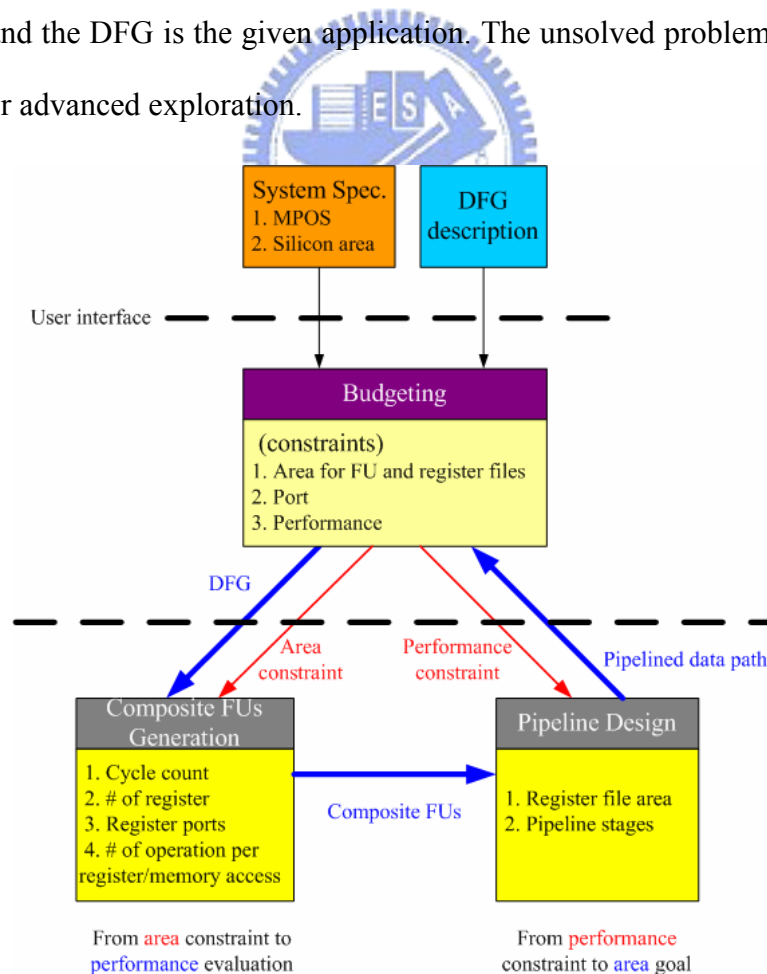 and the DFG is the given application. The unsolved problem
r advanced exploration.
ESA
System Spec.
1. MPOS
2. Silicon area
DFG
description
User interface
Budgeting
(constraints)
1. Area for FU and register files
2. Port
3. Performance
DFG
Area
constraint
Performance
constraint
Pipelined data path
Composite FUs
Generation
1. Cycle count
2. # of register
3. Register ports
4. # of operation per
register/memory access
Composite FUs
Pipeline Design
1. Register file area
2. Pipeline stages
From area constraint to
performance evaluation
From performance
constraint to area goal